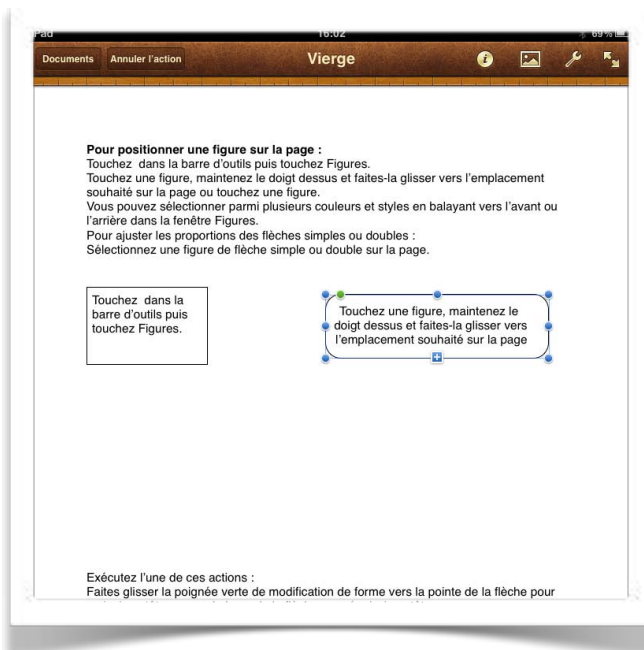 Pad 16:02 69 %
Documents Annuler l'action Vierge
Pour positionner une figure sur la page :
Touchez dans la barre d'outils puis touchez Figures.
Touchez une figure, maintenez le doigt dessus et faites-la glisser vers l'emplacement
souhaité sur la page ou touchez une figure.
Vous pouvez sélectionner parmi plusieurs couleurs et styles en balayant vers l'avant ou
l'arrière dans la fenêtre Figures.
Pour ajuster les proportions des flèches simples ou doubles :
Sélectionnez une figure de flèche simple ou double sur la page.
Touchez dans la
barre d'outils puis
touchez Figures.
Touchez une figure, maintenez le
doigt dessus et faites-la glisser vers
l'emplacement souhaité sur la page
Exécutez l'une de ces actions :
Faites glisser la poignée verte de modification de forme vers la pointe de la flèche pour